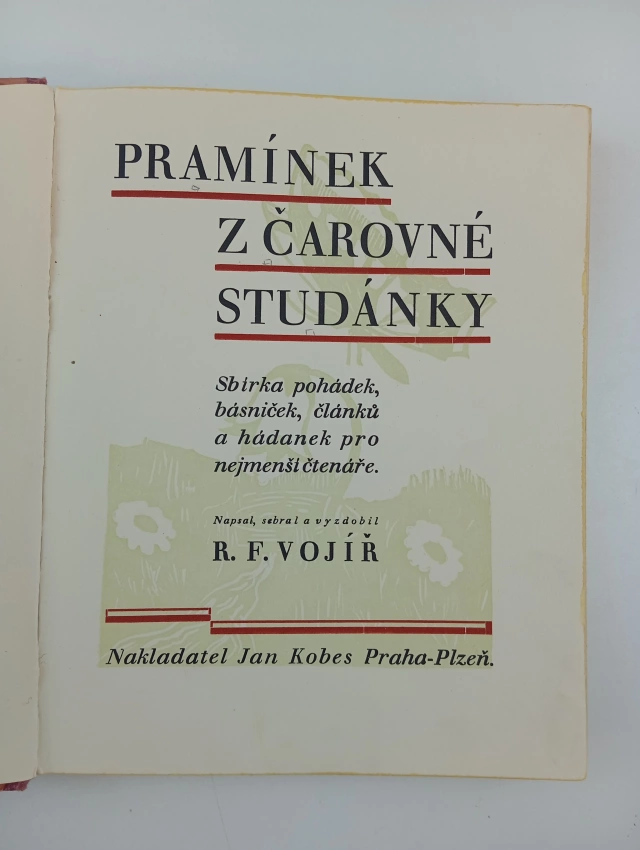 PRAMÍNEK
Z ČAROVNÉ
STUDÁNKY
Sbírka pohádek,
básniček, článků
a hádanek pro
nejmenší čtenáře.
Napsal, sebral a vyzdobil
R. F. VOJÍŘ
Nakladatel Jan Kobes Praha-Plzeň.